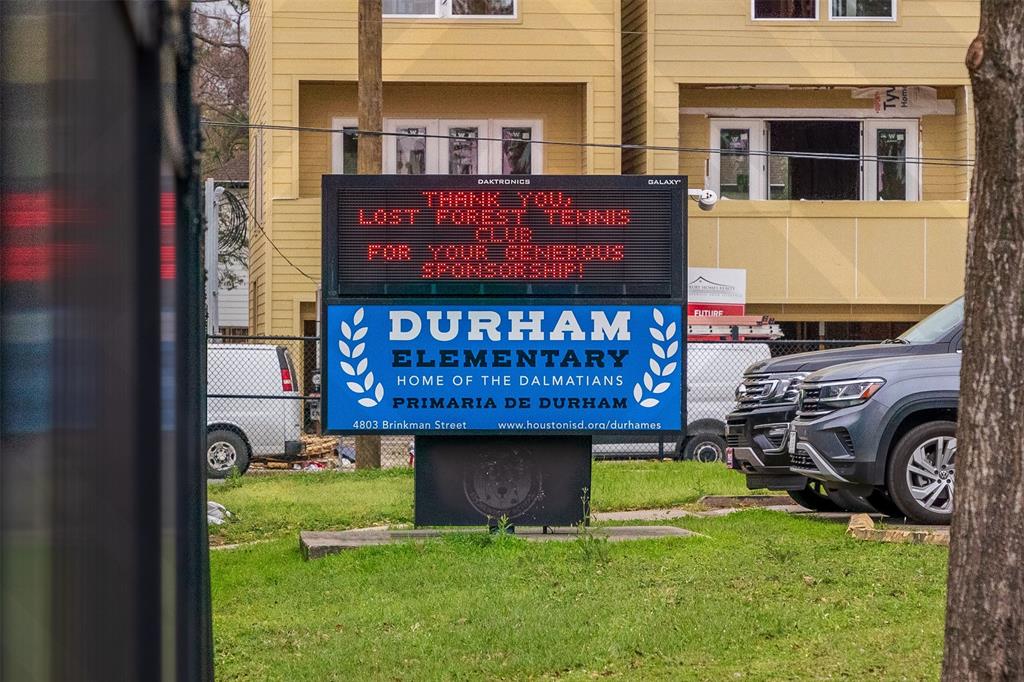 DAKTRONICS GALAXY
THANK YOU,
LOST FOREST TENNIS
CLUB
FOR YOUR GENEROUS
SPONSORSHIP!
DURHAM
ELEMENTARY
HOME OF THE DALMATIANS
PRIMARIA DE DURHAM
4803 Brinkman Street www.houstonisd.org/durhames
FUTURE